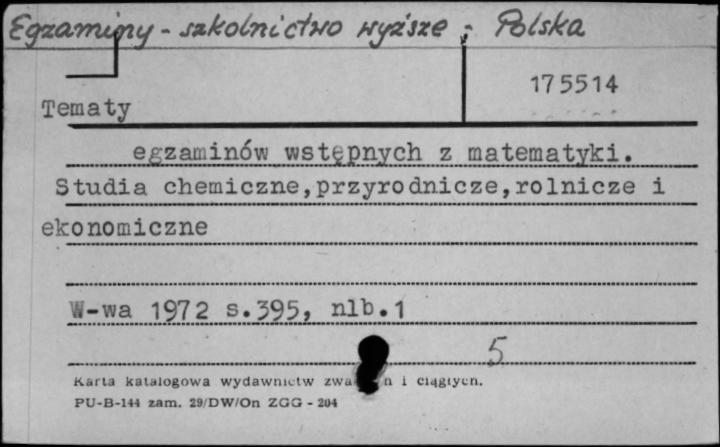 Egzaminy - szkolnictwo wyższe - Polska
175514
Tematy
egzaminów wstępnych z matematyki.
Studia chemiczne,przyrodnicze,rolnicze i
ekonomiczne
W-wa 1972 s.395, nlb.1
5
Karta katalogowa wydawnictw i ciągłych.
PU-B-144 zam. 29/DW/On ZGG - 204